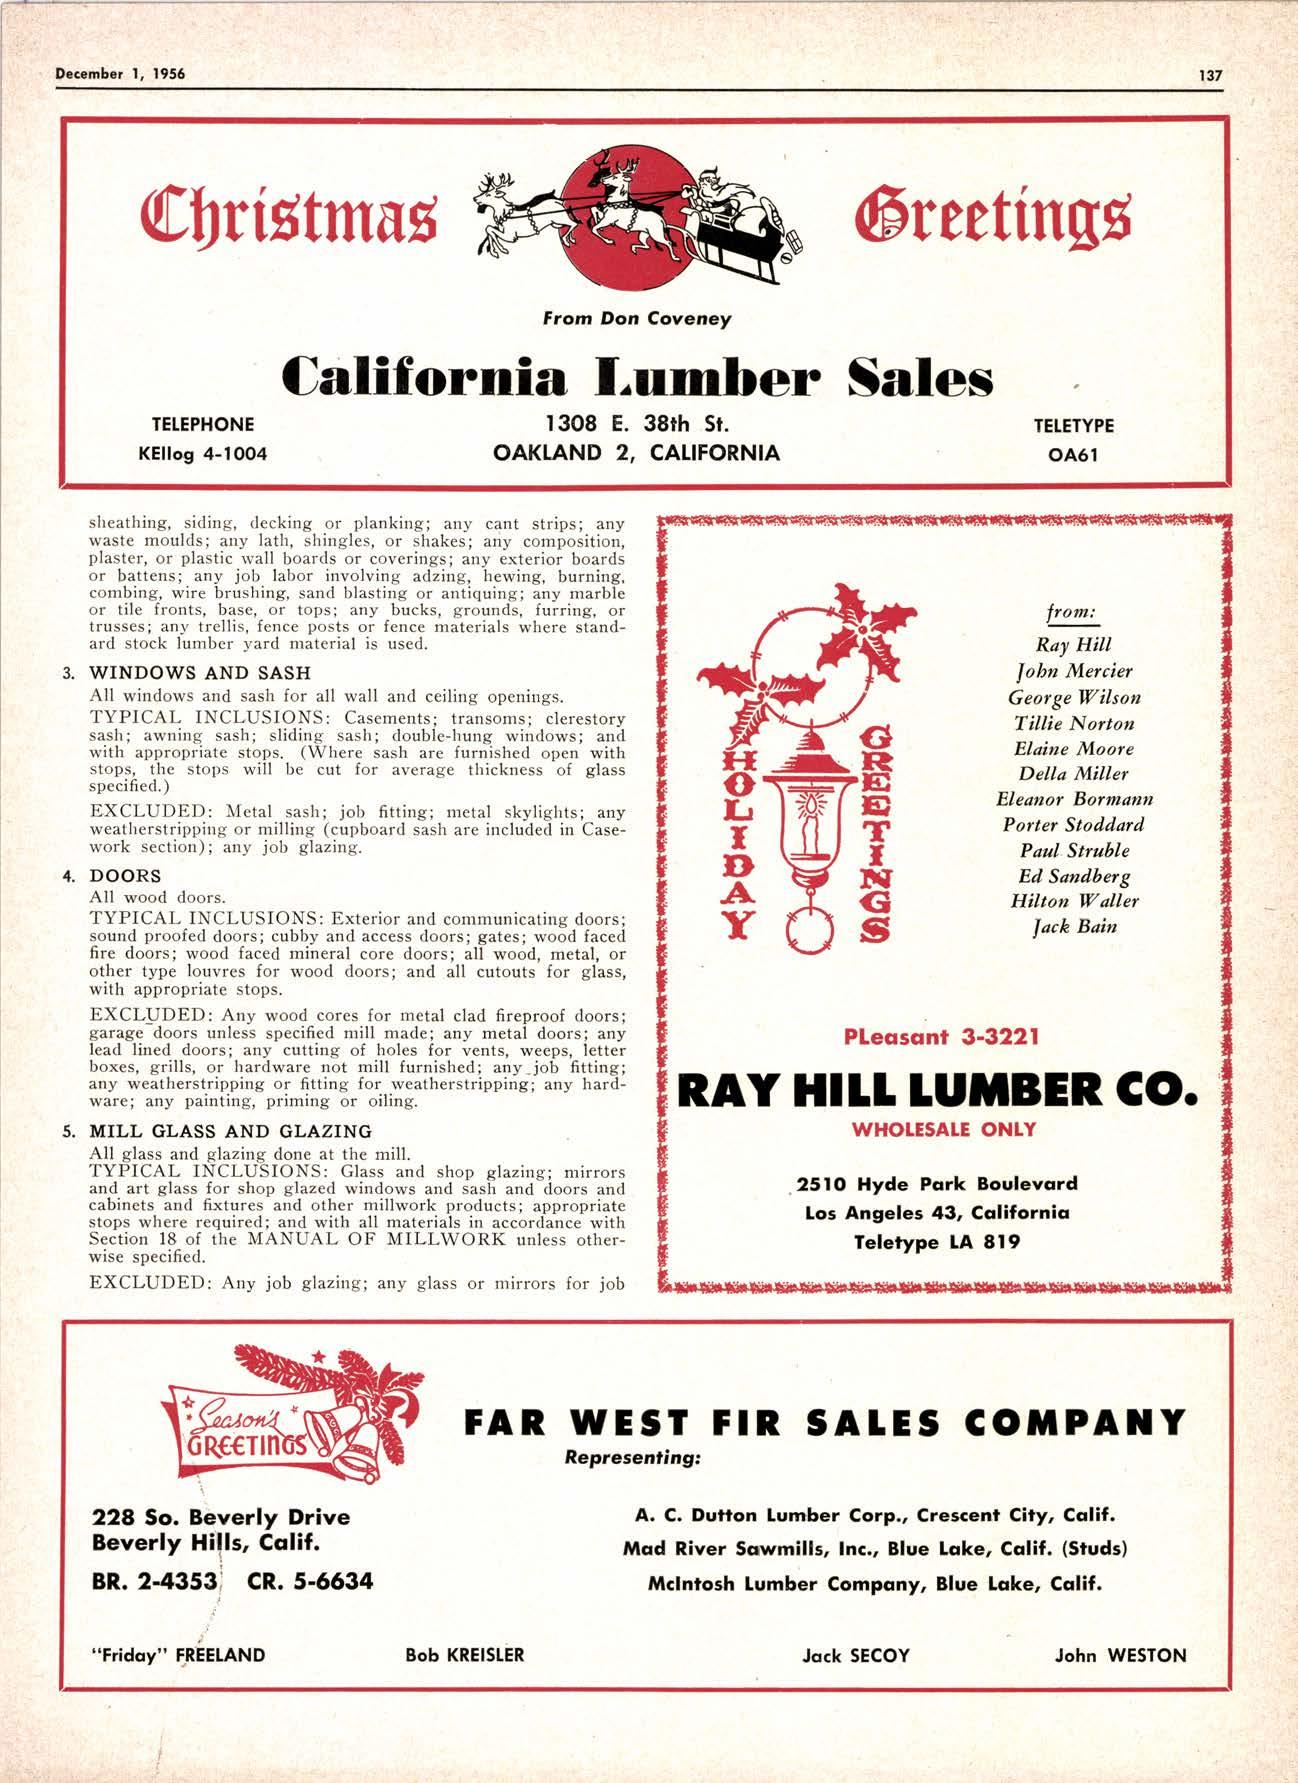 December 1, 1956
137
Christmas Greetings
From Don Coveney
California Lumber Sales
TELEPHONE
KEllog 4-1004
1308 E. 38th St.
OAKLAND 2, CALIFORNIA
TELETYPE
OA61
sheathing, siding, decking or planking; any cant strips; any
waste moulds; any lath, shingles, or shakes; any composition,
plaster, or plastic wall boards or coverings; any exterior boards
or battens; any job labor involving adzing, hewing, burning,
combing, wire brushing, sand blasting or antiquing; any marble
or tile fronts, base, or tops; any bucks, grounds, furring, or
trusses; any trellis, fence posts or fence materials where stand-
ard stock lumber yard material is used.
3. WINDOWS AND SASH
All windows and sash for all wall and ceiling openings.
TYPICAL INCLUSIONS: Casements; transoms; clerestory
sash; awning sash; sliding sash; double-hung windows; and
with appropriate stops. (Where sash are furnished open with
stops, the stops will be cut for average thickness of glass
specified.)
EXCLUDED: Metal sash; job fitting; metal skylights; any
weatherstripping or milling (cupboard sash are included in Case-
work section); any job glazing.
4. DOORS
All wood doors.
TYPICAL INCLUSIONS: Exterior and communicating doors;
sound proofed doors; cubby and access doors; gates; wood faced
fire doors; wood faced mineral core doors; all wood, metal, or
other type louvres for wood doors; and all cutouts for glass,
with appropriate stops.
EXCLUDED: Any wood cores for metal clad fireproof doors;
garage doors unless specified mill made; any metal doors; any
lead lined doors; any cutting of holes for vents, weeps, letter
boxes, grills, or hardware not mill furnished; any job fitting;
any weatherstripping or fitting for weatherstripping; any hard-
ware; any painting, priming or oiling.
5. MILL GLASS AND GLAZING
All glass and glazing done at the mill.
TYPICAL INCLUSIONS: Glass and shop glazing; mirrors
and art glass for shop glazed windows and sash and doors and
cabinets and fixtures and other millwork products; appropriate
stops where required; and with all materials in accordance with
Section 18 of the MANUAL OF MILLWORK unless other-
wise specified.
EXCLUDED: Any job glazing; any glass or mirrors for job
HOLIDAY
GREETINGS
from:
Ray Hill
John Mercier
George Wilson
Tillie Norton
Elaine Moore
Della Miller
Eleanor Bormann
Porter Stoddard
Paul Struble
Ed Sandberg
Hilton Waller
Jack Bain
PLeasant 3-3221
RAY HILL LUMBER CO.
WHOLESALE ONLY
2510 Hyde Park Boulevard
Los Angeles 43, California
Teletype LA 819
Season's
GREETINGS
FAR WEST FIR SALES COMPANY
Representing:
228 So. Beverly Drive
Beverly Hills, Calif.
BR. 2-4353 CR. 5-6634
A. C. Dutton Lumber Corp., Crescent City, Calif.
Mad River Sawmills, Inc., Blue Lake, Calif. (Studs)
McIntosh Lumber Company, Blue Lake, Calif.
"Friday" FREELAND Bob KREISLER Jack SECOY John WESTON